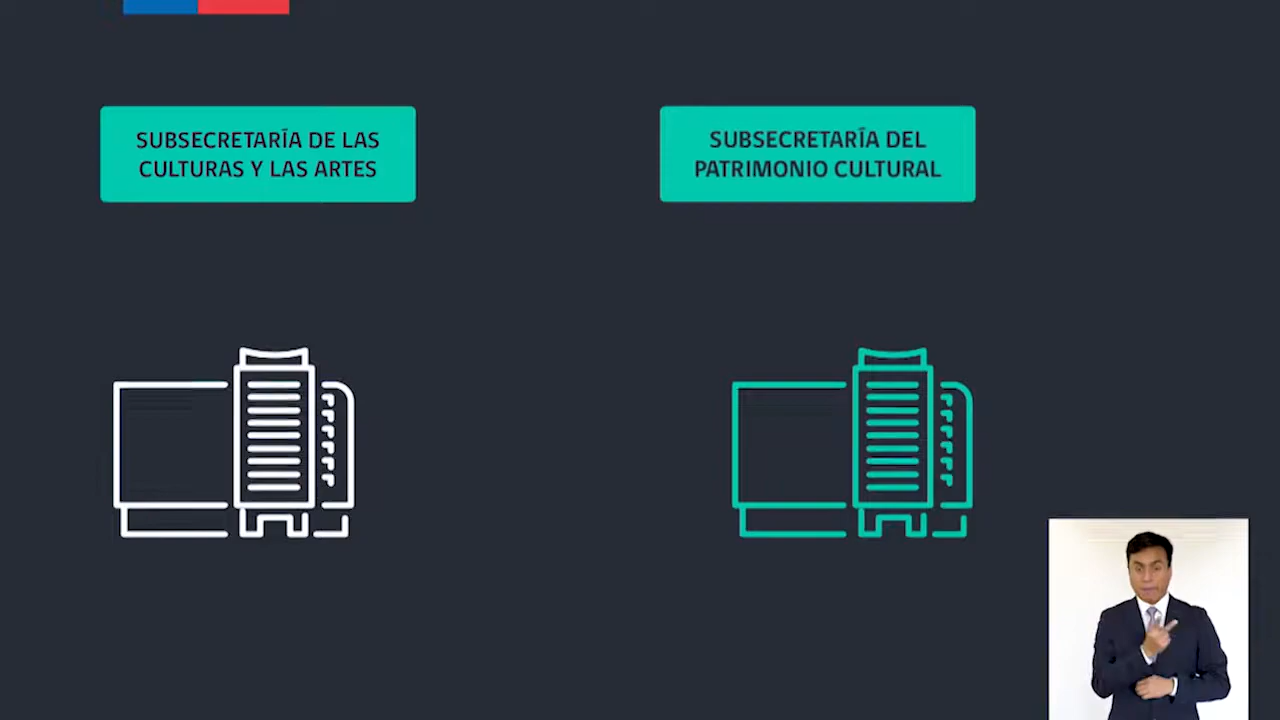 SUBSECRETARÍA DE LAS
CULTURAS Y LAS ARTES
SUBSECRETARÍA DEL
PATRIMONIO CULTURAL